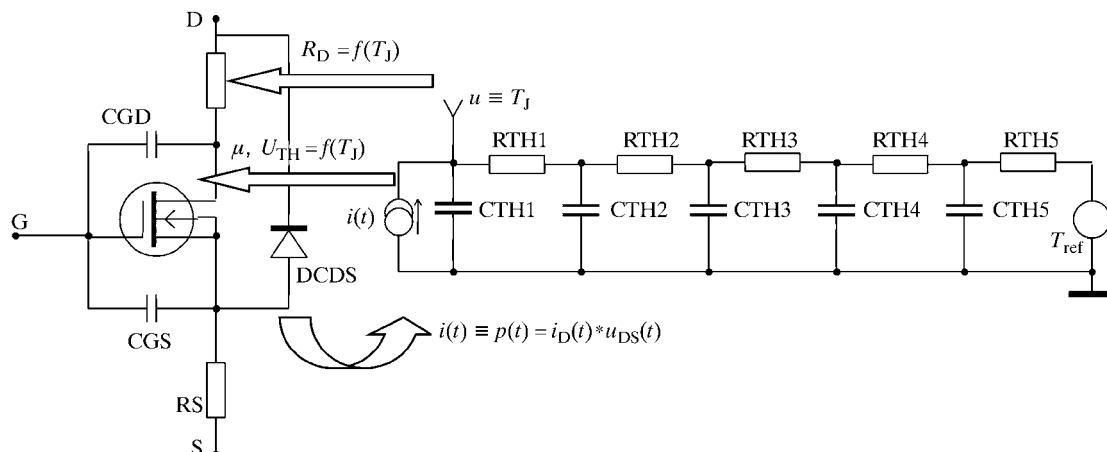 D
R_D = f(T_J)
u ≡ T_J
CGD
RTH1 RTH2 RTH3 RTH4 RTH5
μ, U_TH = f(T_J)
i(t)
CTH1 CTH2 CTH3 CTH4 CTH5
G
T_ref
DCDS
CGS
i(t) ≡ p(t) = i_D(t)*u_DS(t)
RS
S